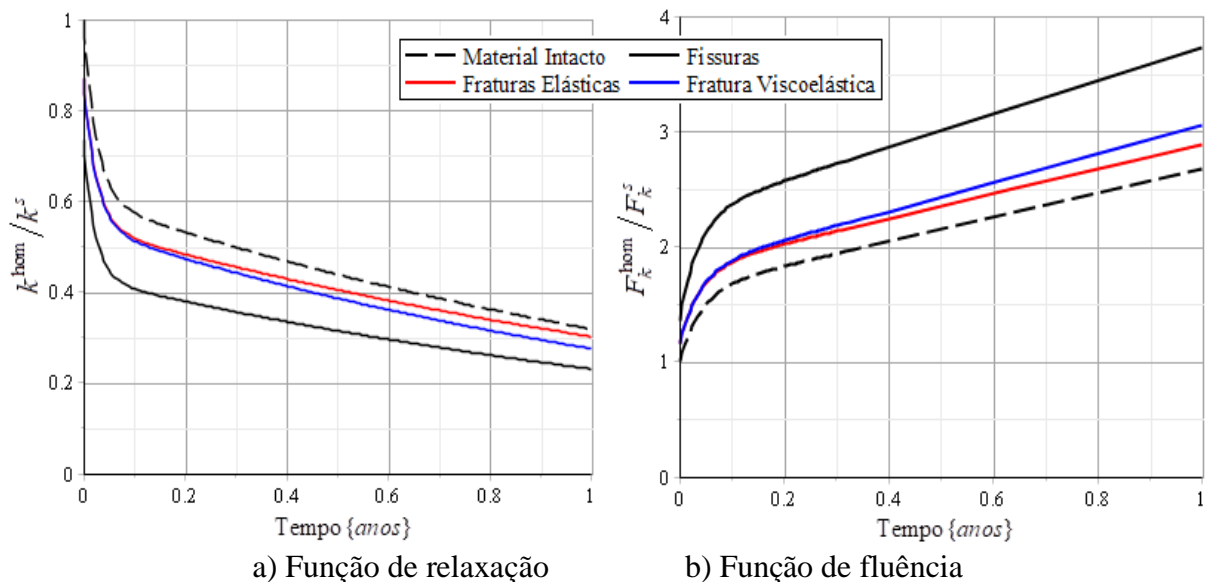 Material Intacto
Fissuras
Fraturas Elásticas
Fratura Viscoelástica
k^hom / k^s
1
0.8
0.6
0.4
0.2
0
0
0.2
0.4
0.6
0.8
1
Tempo {anos}
F_k^hom / F_k^s
4
3
2
1
0
0
0.2
0.4
0.6
0.8
1
Tempo {anos}
a) Função de relaxação
b) Função de fluência